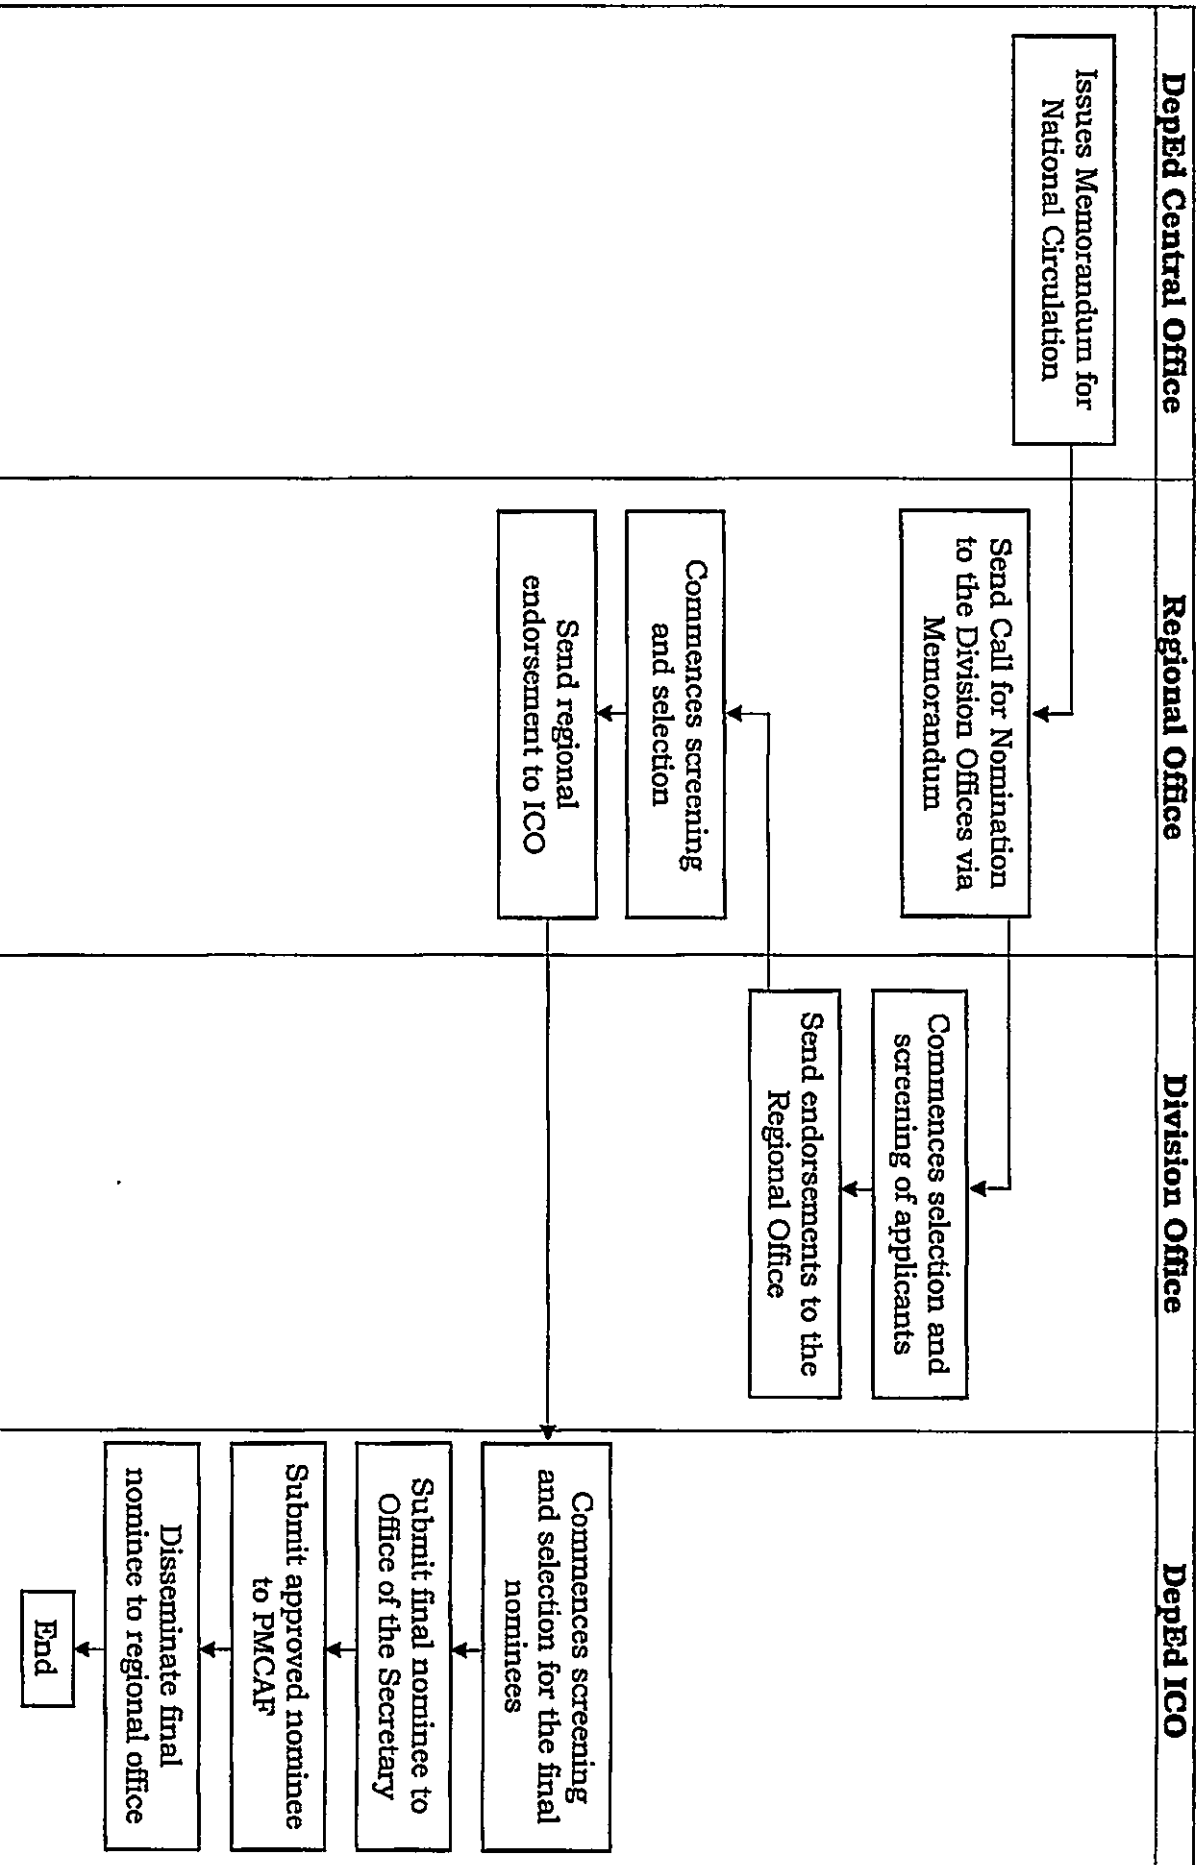 DepEd Central Office
Regional Office
Division Office
DepEd ICO
Issues Memorandum for
National Circulation
Send Call for Nomination
to the Division Offices via
Memorandum
Commences selection and
screening of applicants
Send endorsements to the
Regional Office
Commences screening
and selection
Send regional
endorsement to ICO
Commences screening
and selection for the final
nominees
Submit final nominee to
Office of the Secretary
Submit approved nominee
to PMCAF
Disseminate final
nominee to regional office
End